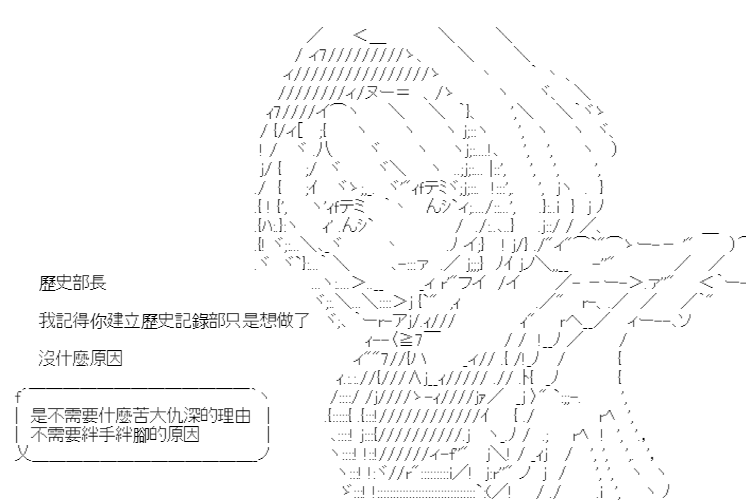 歷史部長
我記得你建立歷史記錄部只是想做了
沒什麼原因
是不需要什麼苦大仇深的理由
不需要絆手絆腳的原因